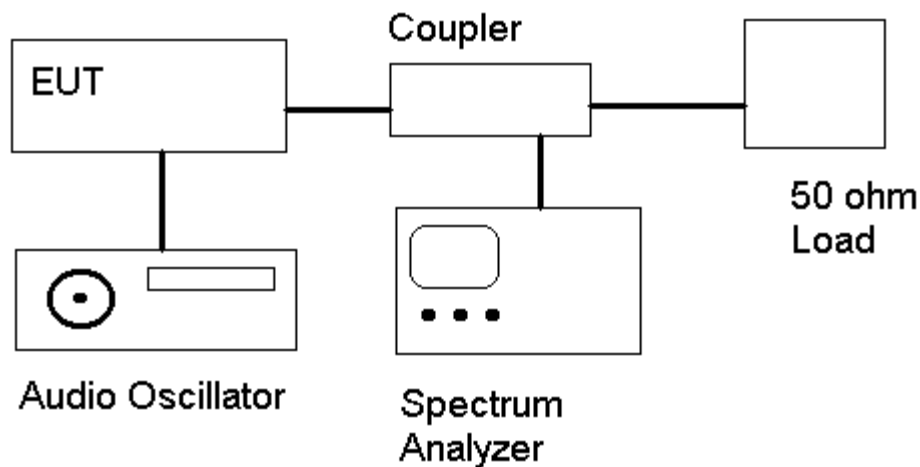 Coupler
EUT
50 ohm
Load
Audio Oscillator
Spectrum
Analyzer